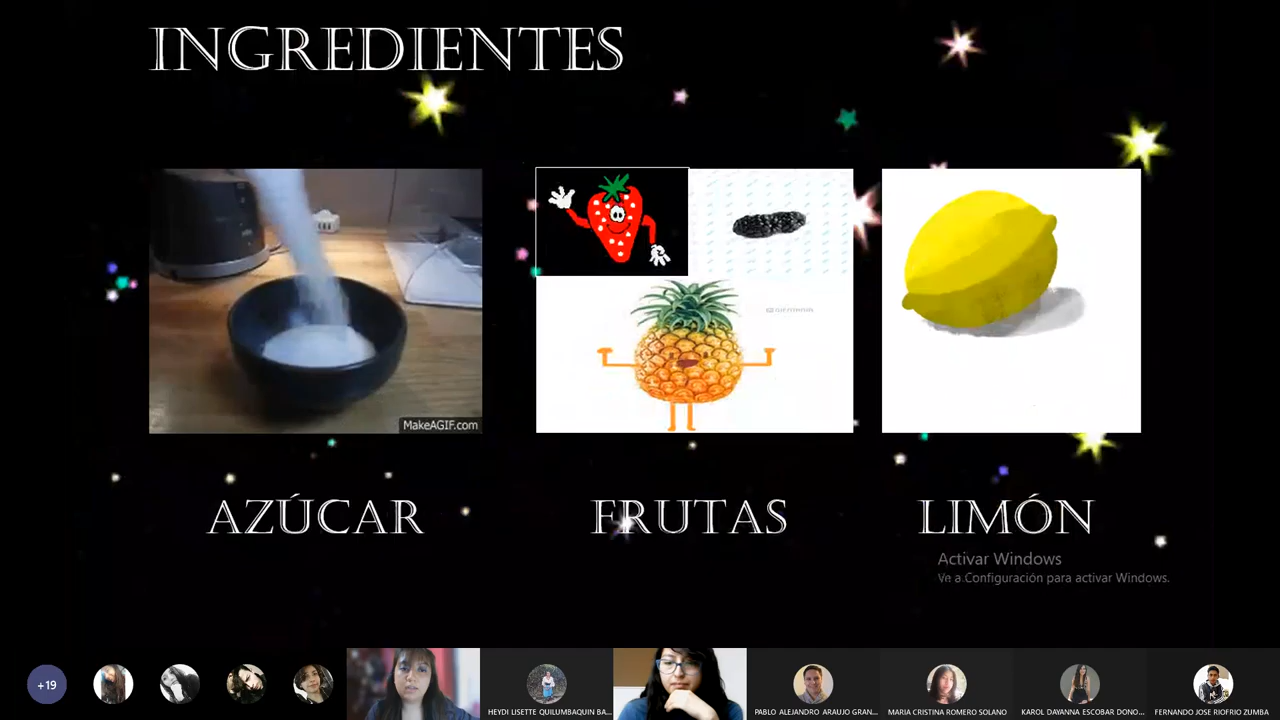 INGREDIENTES
MakeAGIF.com
AZÚCAR
FRUTAS
LIMÓN
Activar Windows
Ve a Configuración para activar Windows.
+19
HEYDI LISETTE QUILUMBAQUIN BA...
PABLO ALEJANDRO ARAUJO GRAN...
MARIA CRISTINA ROMERO SOLANO
KAROL DAYANNA ESCOBAR DONO...
FERNANDO JOSE RIOFRIO ZUMBA